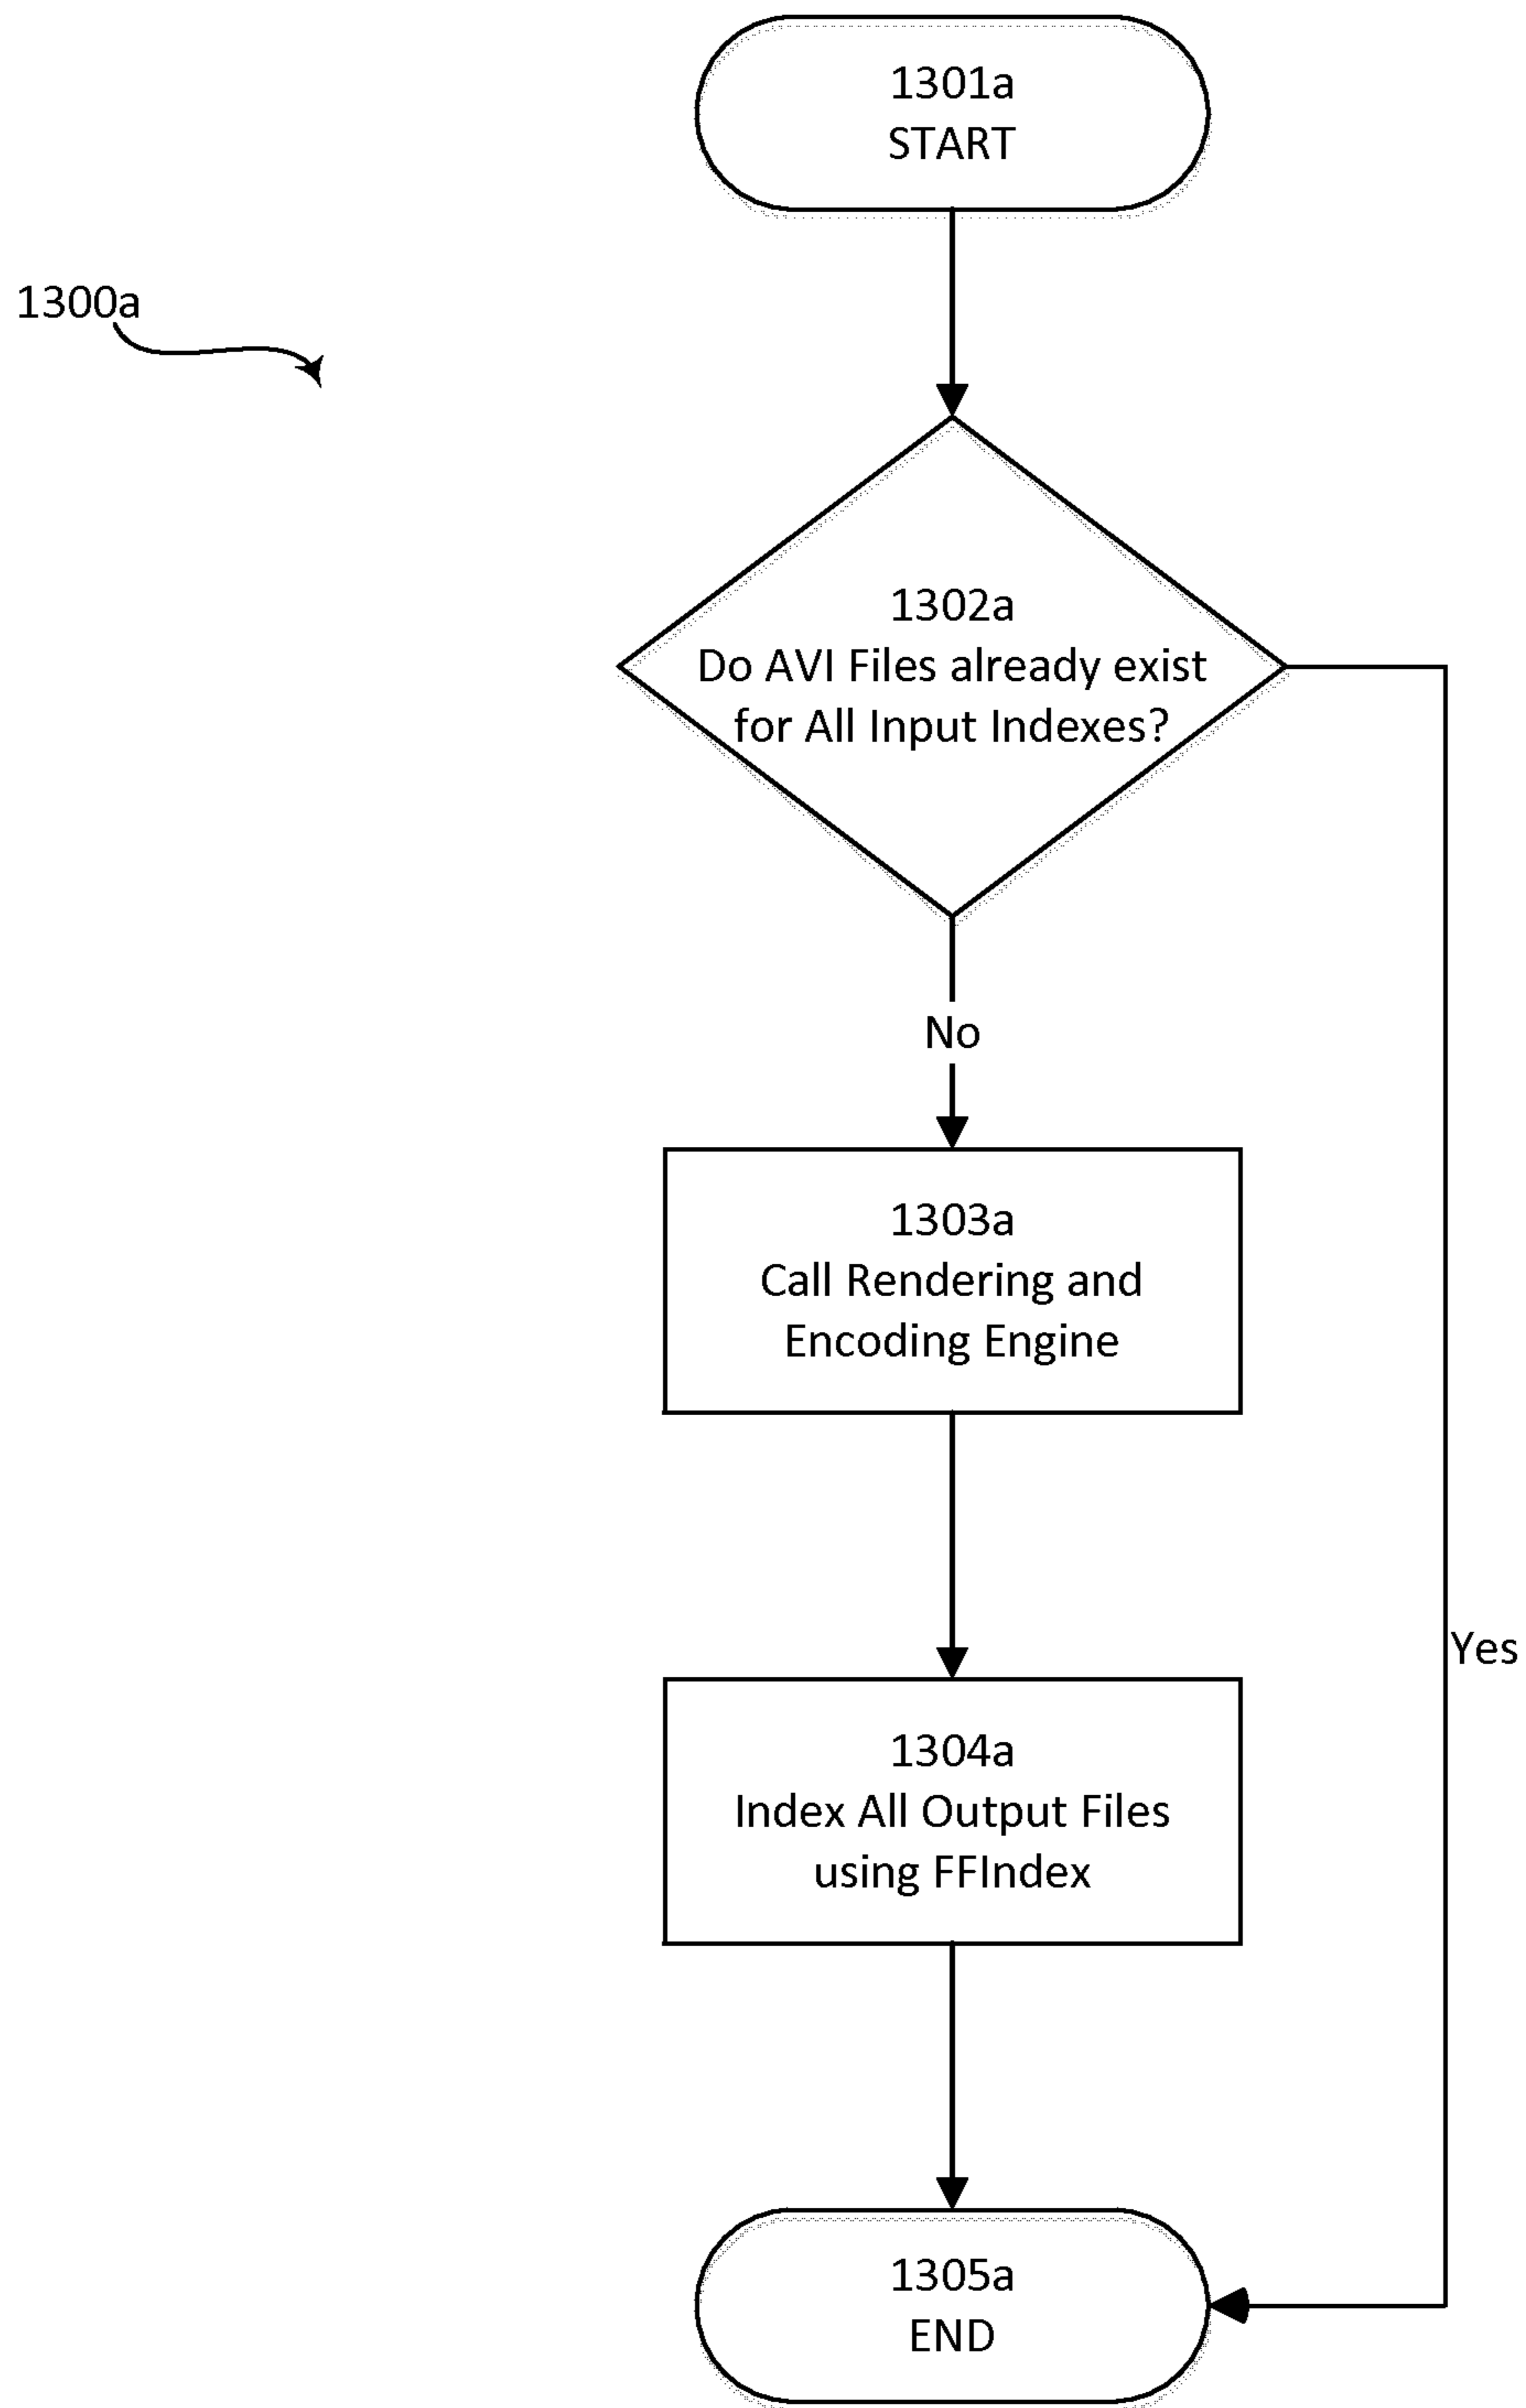 1301a
START
1300a
1302a
Do AVI Files already exist
for All Input Indexes?
No
1303a
Call Rendering and
Encoding Engine
Yes
1304a
Index All Output Files
using FFIndex
1305a
END